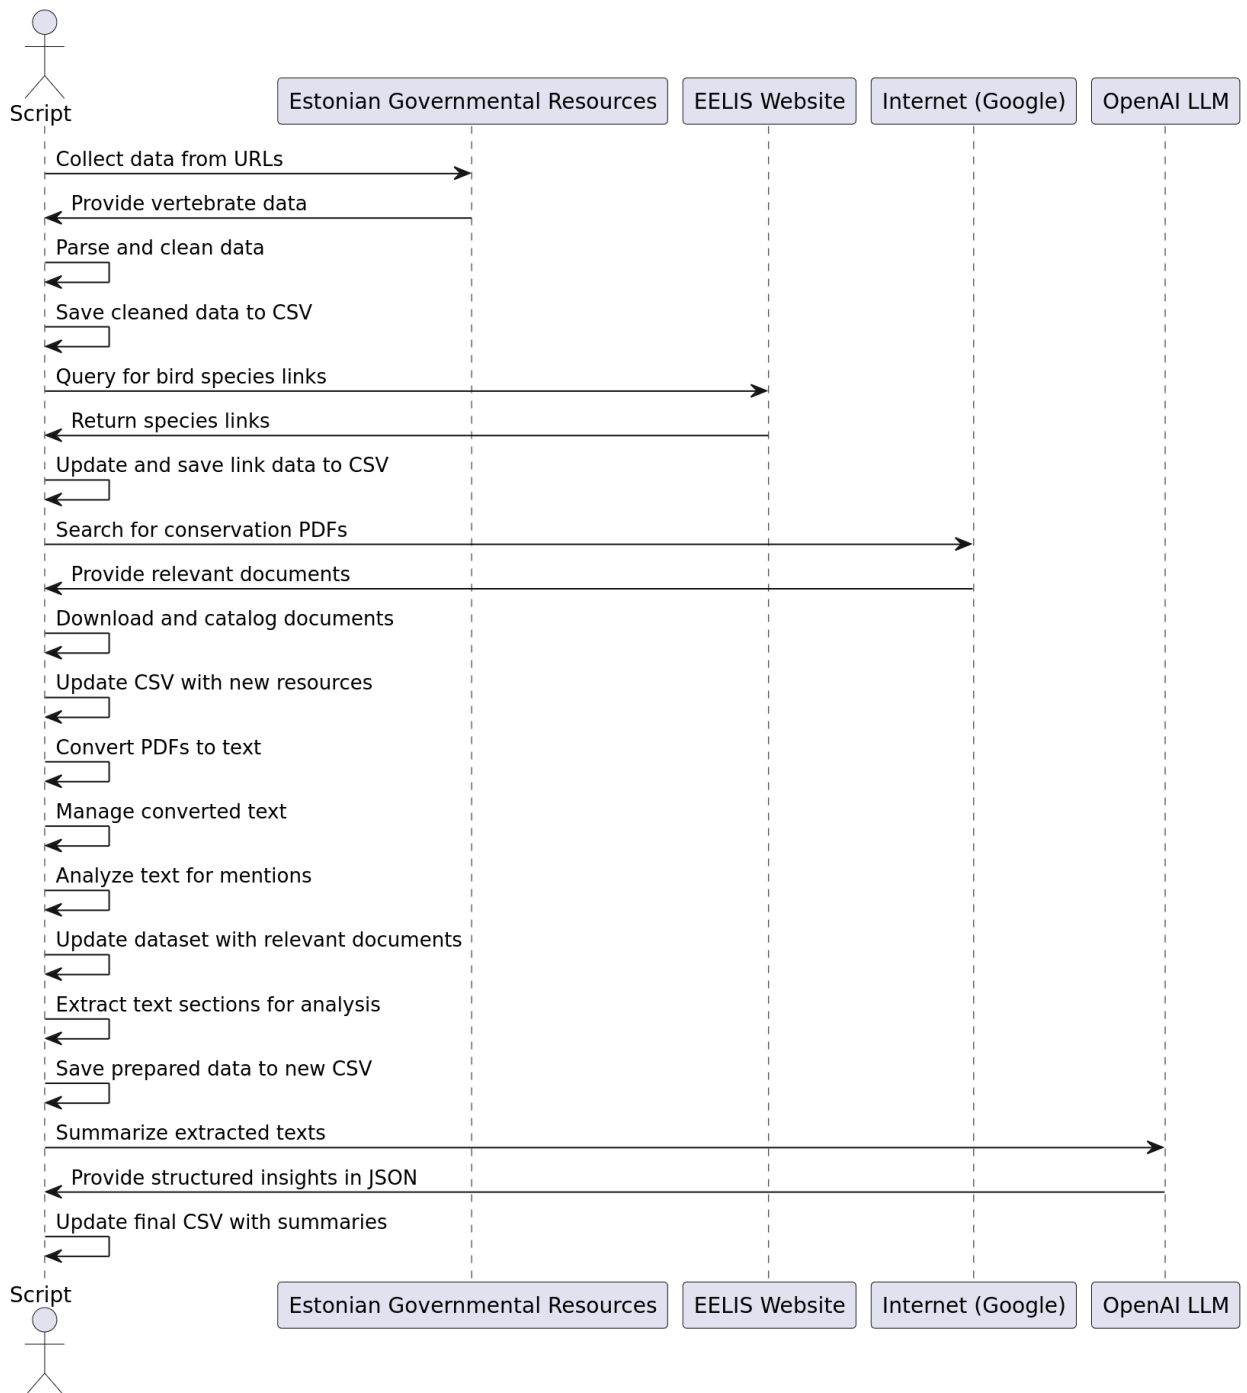 Script
Estonian Governmental Resources
EELIS Website
Internet (Google)
OpenAI LLM
Collect data from URLs
Provide vertebrate data
Parse and clean data
Save cleaned data to CSV
Query for bird species links
Return species links
Update and save link data to CSV
Search for conservation PDFs
Provide relevant documents
Download and catalog documents
Update CSV with new resources
Convert PDFs to text
Manage converted text
Analyze text for mentions
Update dataset with relevant documents
Extract text sections for analysis
Save prepared data to new CSV
Summarize extracted texts
Provide structured insights in JSON
Update final CSV with summaries
Script
Estonian Governmental Resources
EELIS Website
Internet (Google)
OpenAI LLM